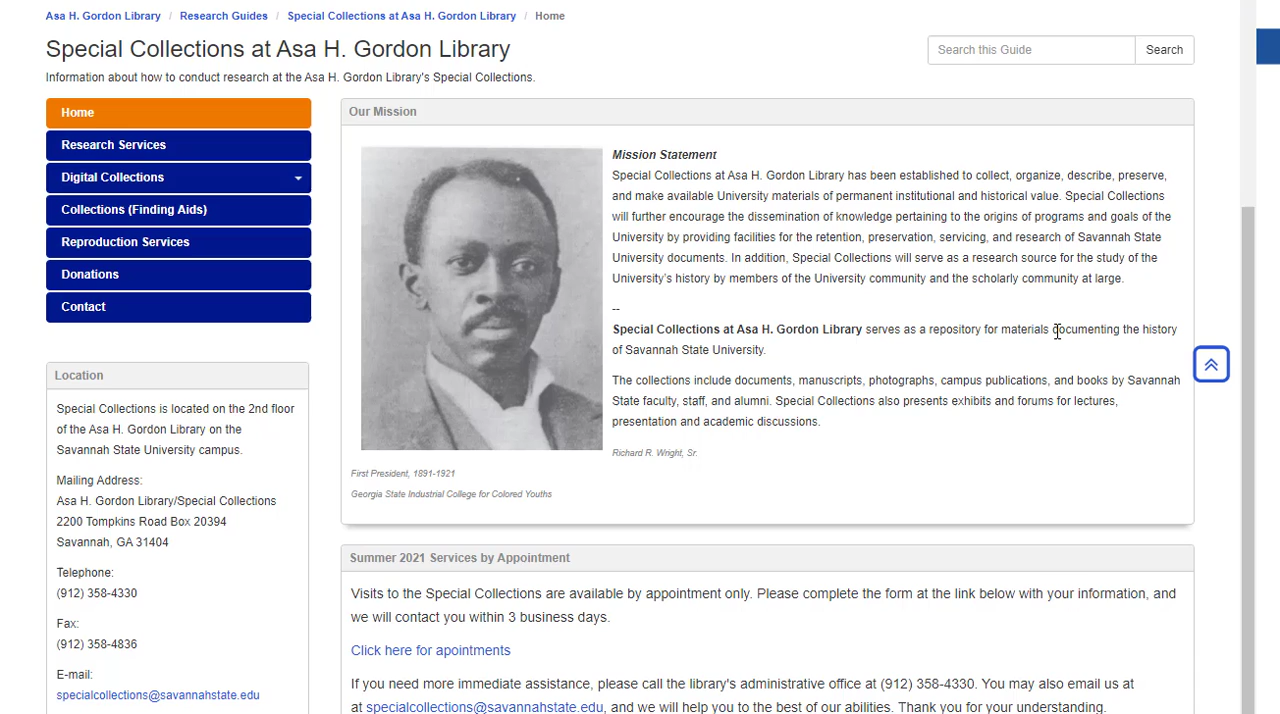 Asa H. Gordon Library / Research Guides / Special Collections at Asa H. Gordon Library / Home
Special Collections at Asa H. Gordon Library
Search this Guide
Search
Information about how to conduct research at the Asa H. Gordon Library's Special Collections.
Home
Research Services
Digital Collections
Collections (Finding Aids)
Reproduction Services
Donations
Contact
Location
Special Collections is located on the 2nd floor
of the Asa H. Gordon Library on the
Savannah State University campus.
Mailing Address:
Asa H. Gordon Library/Special Collections
2200 Tompkins Road Box 20394
Savannah, GA 31404
Telephone:
(912) 358-4330
Fax:
(912) 358-4836
E-mail:
specialcollections@savannahstate.edu
Our Mission
Mission Statement
Special Collections at Asa H. Gordon Library has been established to collect, organize, describe, preserve,
and make available University materials of permanent institutional and historical value. Special Collections
will further encourage the dissemination of knowledge pertaining to the origins of programs and goals of the
University by providing facilities for the retention, preservation, servicing, and research of Savannah State
University documents. In addition, Special Collections will serve as a research source for the study of the
University's history by members of the University community and the scholarly community at large.
--
Special Collections at Asa H. Gordon Library serves as a repository for materials documenting the history
of Savannah State University.
The collections include documents, manuscripts, photographs, campus publications, and books by Savannah
State faculty, staff, and alumni. Special Collections also presents exhibits and forums for lectures,
presentation and academic discussions.
Richard R. Wright, Sr.
First President, 1891-1921
Georgia State Industrial College for Colored Youths
Summer 2021 Services by Appointment
Visits to the Special Collections are available by appointment only. Please complete the form at the link below with your information, and
we will contact you within 3 business days.
Click here for apointments
If you need more immediate assistance, please call the library's administrative office at (912) 358-4330. You may also email us at
at specialcollections@savannahstate.edu, and we will help you to the best of our abilities. Thank you for your understanding.